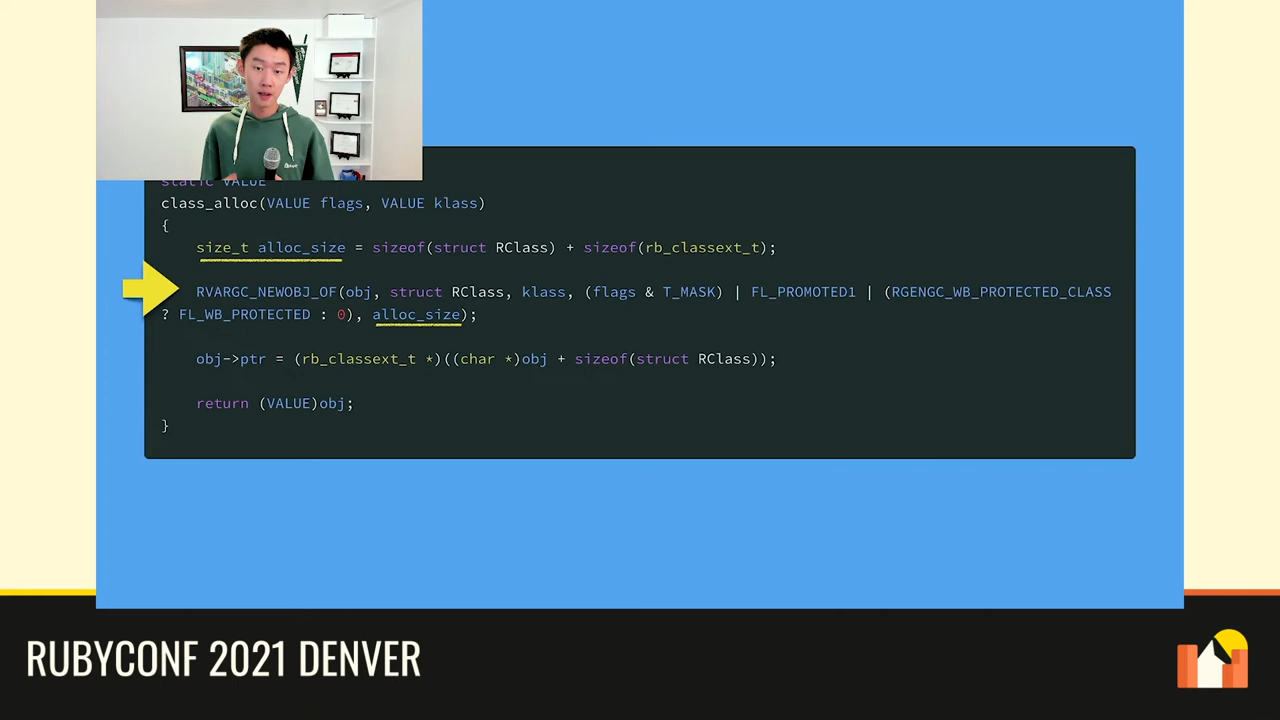 static VALUE
class_alloc(VALUE flags, VALUE klass)
{
size_t alloc_size = sizeof(struct RClass) + sizeof(rb_classext_t);
RVARGC_NEWOBJ_OF(obj, struct RClass, klass, (flags & T_MASK) | FL_PROMOTED1 | (RGENGC_WB_PROTECTED_CLASS
? FL_WB_PROTECTED : 0), alloc_size);
obj->ptr = (rb_classext_t *)((char *)obj + sizeof(struct RClass));
return (VALUE)obj;
}
RUBYCONF 2021 DENVER